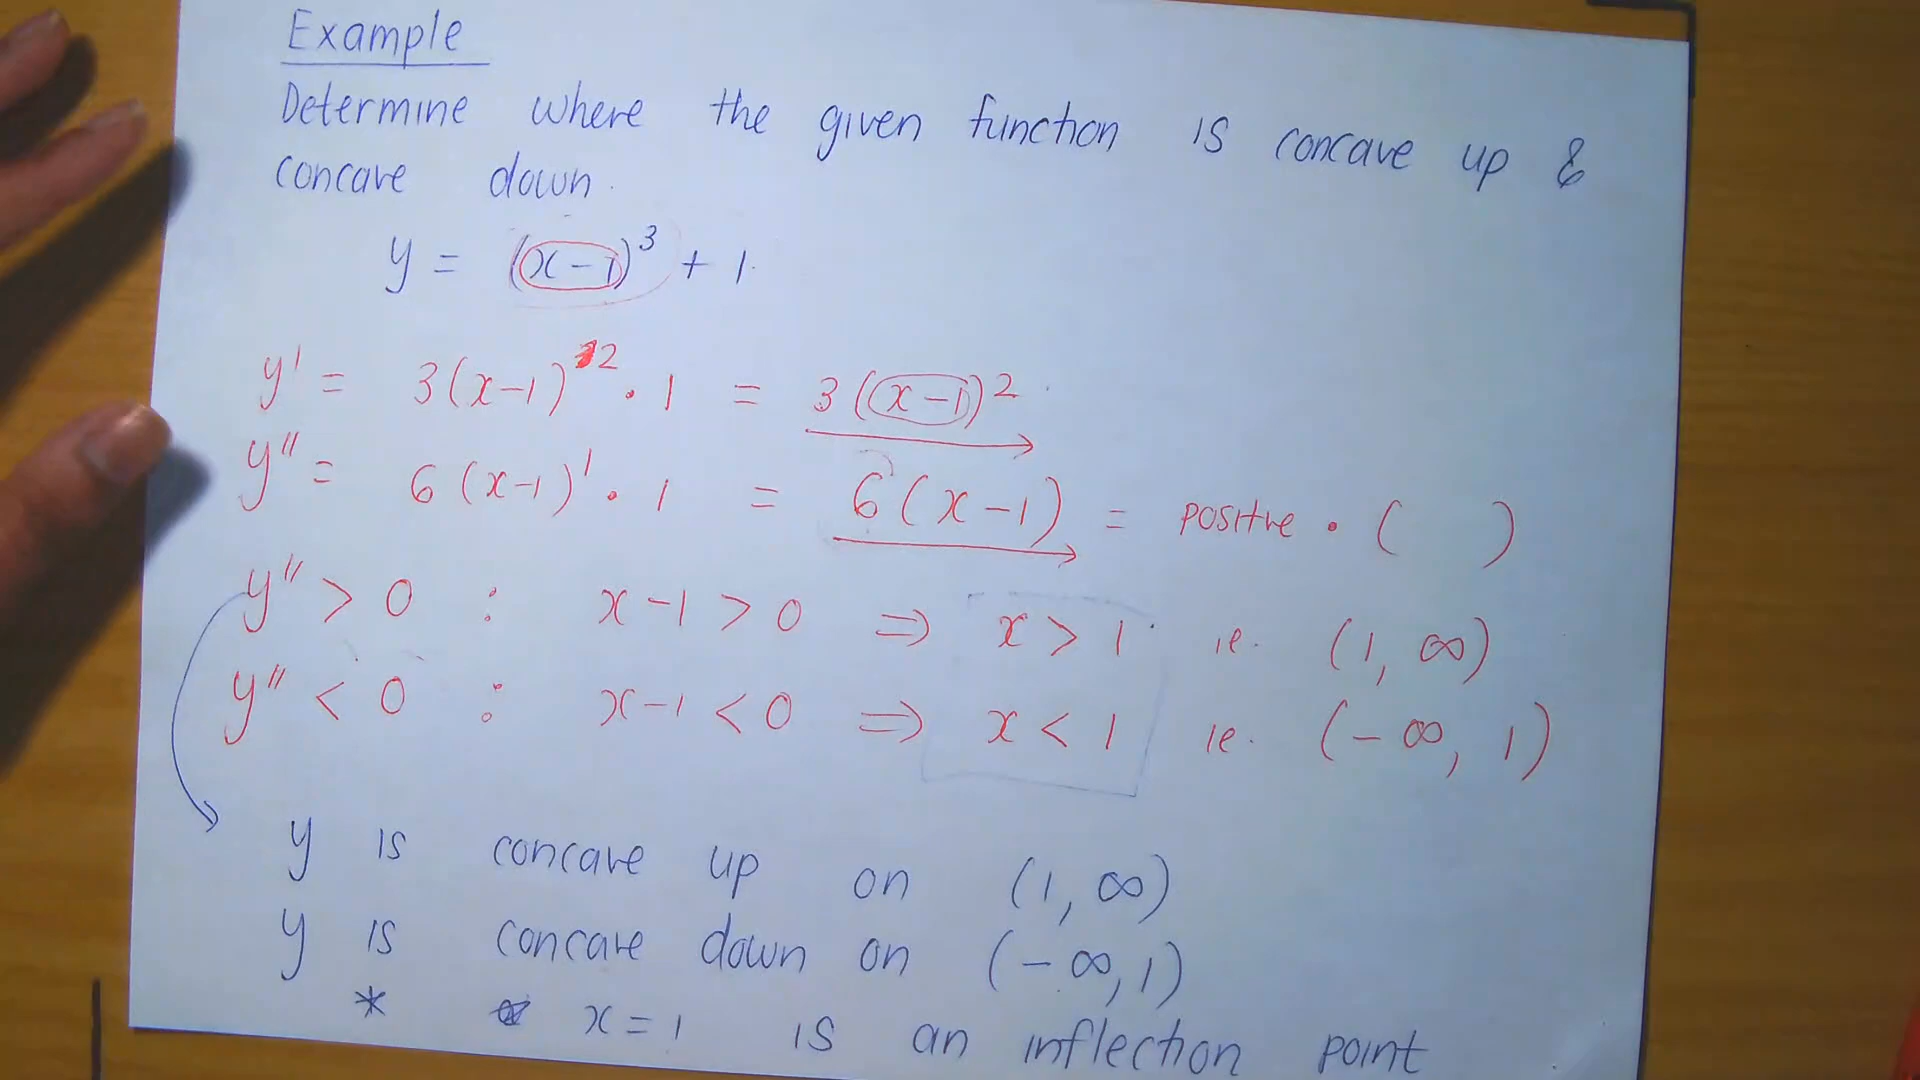 Example
Determine where the given function is concave up &
concave down.
y = (x-1)³ + 1.
y' = 3(x-1)² · 1 = 3(x-1)²
y'' = 6(x-1)¹ · 1 = 6(x-1) = positive · ( )
y'' > 0 : x-1 > 0 ⇒ x > 1 ie. (1, ∞)
y'' < 0 : x-1 < 0 ⇒ x < 1 ie. (-∞, 1)
y is concave up on (1, ∞)
y is concave down on (-∞, 1)
* x = 1 is an inflection point